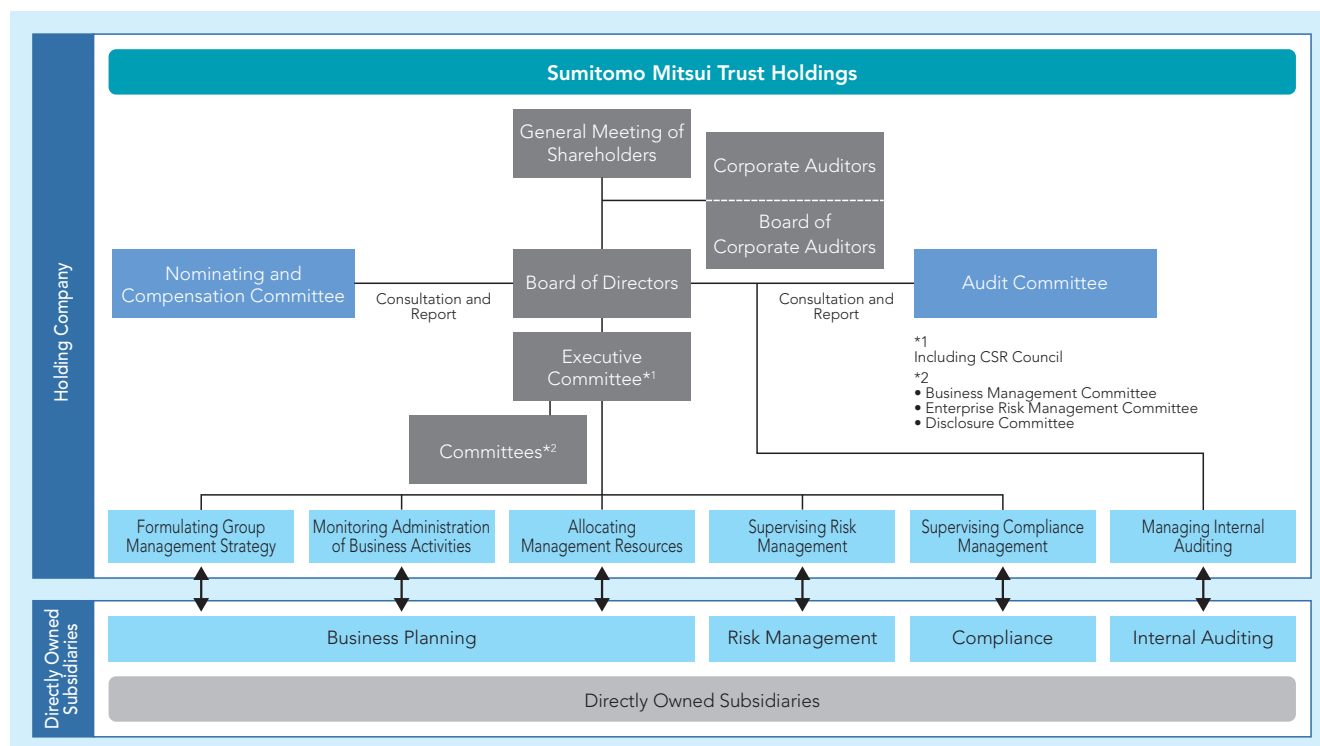 Sumitomo Mitsui Trust Holdings
Holding Company
General Meeting of
Shareholders
Corporate Auditors
Board of
Corporate Auditors
Nominating and
Compensation Committee
Consultation and
Report
Board of Directors
Consultation and
Report
Audit Committee
Executive
Committee*1
*1
Including CSR Council
*2
• Business Management Committee
• Enterprise Risk Management Committee
• Disclosure Committee
Committees*2
Formulating Group
Management Strategy
Monitoring Administration
of Business Activities
Allocating
Management Resources
Supervising Risk
Management
Supervising Compliance
Management
Managing Internal
Auditing
Directly Owned
Subsidiaries
Business Planning
Risk Management
Compliance
Internal Auditing
Directly Owned Subsidiaries